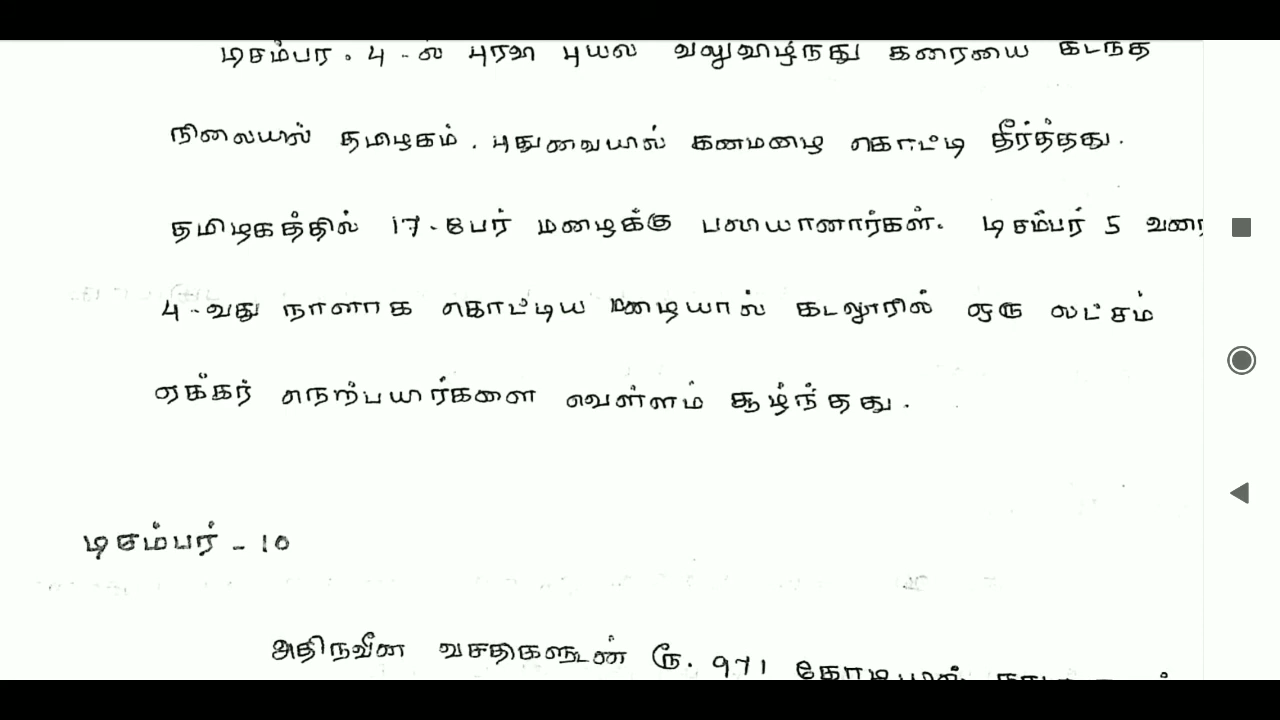 டிசம்பர். 4-ல் புரவி புயல் வலுவிழந்து கரையை கடந்த
நிலையில் தமிழகம். புதுவையில் கனமழை கொட்டி தீர்த்தது.
தமிழகத்தில் 17-பேர் மழைக்கு பலியானார்கள். டிசம்பர் 5 வரை
4-வது நாளாக கொட்டிய மழையால் கடலூரில் ஒரு லட்சம்
ஏக்கர் நெற்பயிர்களை வெள்ளம் சூழ்ந்தது.
டிசம்பர் - 10
அதிநவீன வசதிகளுடன் ரூ. 971 கோடியில்